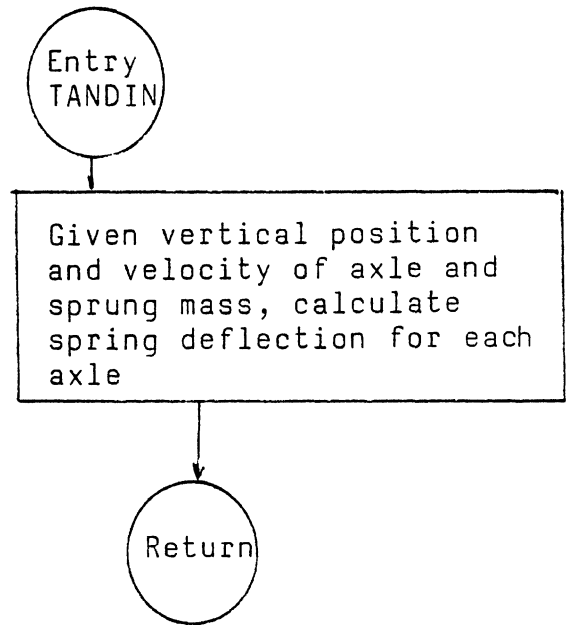 Entry
TANDIN
Given vertical position
and velocity of axle and
sprung mass, calculate
spring deflection for each
axle
Return